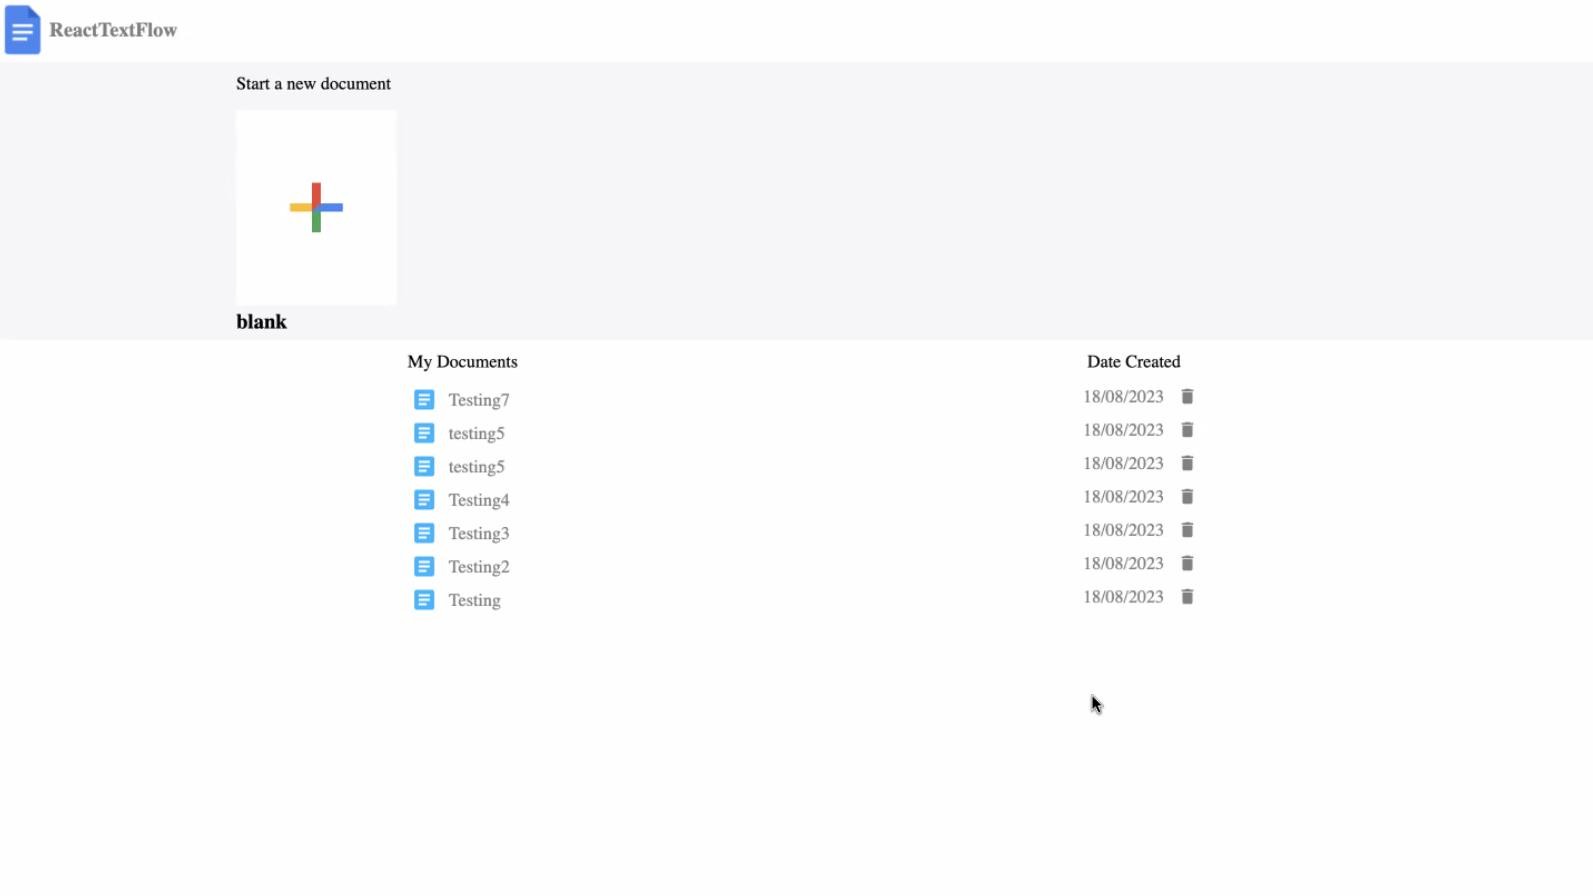 ReactTextFlow
Start a new document
blank
My Documents Date Created
Testing7 18/08/2023
testing5 18/08/2023
testing5 18/08/2023
Testing4 18/08/2023
Testing3 18/08/2023
Testing2 18/08/2023
Testing 18/08/2023